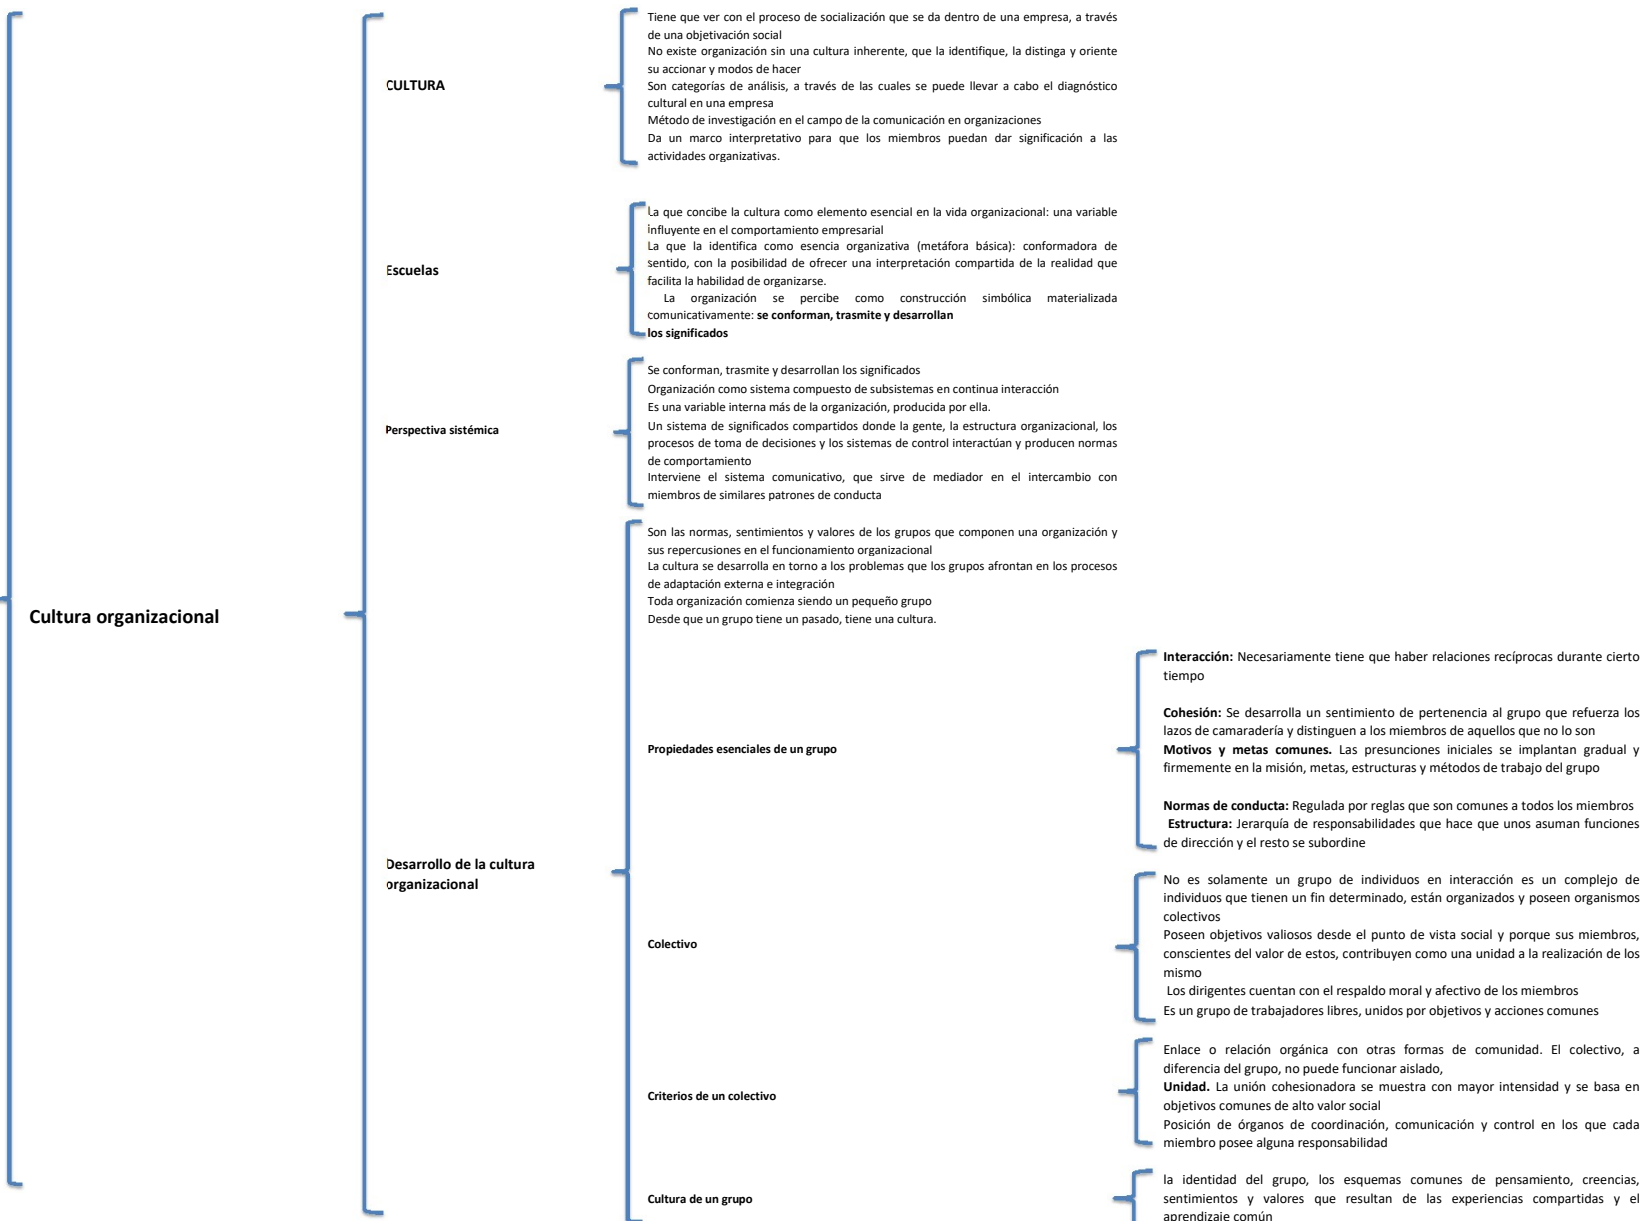 Tiene que ver con el proceso de socialización que se da dentro de una empresa, a través
de una objetivación social
No existe organización sin una cultura inherente, que la identifique, la distinga y oriente
su accionar y modos de hacer
CULTURA
Son categorías de análisis, a través de las cuales se puede llevar a cabo el diagnóstico
cultural en una empresa
Método de investigación en el campo de la comunicación en organizaciones
Da un marco interpretativo para que los miembros puedan dar significación a las
actividades organizativas.
La que concibe la cultura como elemento esencial en la vida organizacional: una variable
influyente en el comportamiento empresarial
La que la identifica como esencia organizativa (metáfora básica): conformadora de
Escuelas
sentido, con la posibilidad de ofrecer una interpretación compartida de la realidad que
facilita la habilidad de organizarse.
La organización se percibe como construcción simbólica materializada
comunicativamente: se conforman, trasmite y desarrollan
los significados
Se conforman, trasmite y desarrollan los significados
Organización como sistema compuesto de subsistemas en continua interacción
Es una variable interna más de la organización, producida por ella.
Perspectiva sistémica
Un sistema de significados compartidos donde la gente, la estructura organizacional, los
procesos de toma de decisiones y los sistemas de control interactúan y producen normas
de comportamiento
Interviene el sistema comunicativo, que sirve de mediador en el intercambio con
miembros de similares patrones de conducta
Son las normas, sentimientos y valores de los grupos que componen una organización y
sus repercusiones en el funcionamiento organizacional
La cultura se desarrolla en torno a los problemas que los grupos afrontan en los procesos
de adaptación externa e integración
Toda organización comienza siendo un pequeño grupo
Desde que un grupo tiene un pasado, tiene una cultura.
Cultura organizacional
Interacción: Necesariamente tiene que haber relaciones recíprocas durante cierto
tiempo
Cohesión: Se desarrolla un sentimiento de pertenencia al grupo que refuerza los
lazos de camaradería y distinguen a los miembros de aquellos que no lo son
Propiedades esenciales de un grupo
Motivos y metas comunes. Las presunciones iniciales se implantan gradual y
firmemente en la misión, metas, estructuras y métodos de trabajo del grupo
Normas de conducta: Regulada por reglas que son comunes a todos los miembros
Estructura: Jerarquía de responsabilidades que hace que unos asuman funciones
de dirección y el resto se subordine
Desarrollo de la cultura
organizacional
No es solamente un grupo de individuos en interacción es un complejo de
individuos que tienen un fin determinado, están organizados y poseen organismos
colectivos
Colectivo
Poseen objetivos valiosos desde el punto de vista social y porque sus miembros,
conscientes del valor de estos, contribuyen como una unidad a la realización de los
mismo
Los dirigentes cuentan con el respaldo moral y afectivo de los miembros
Es un grupo de trabajadores libres, unidos por objetivos y acciones comunes
Enlace o relación orgánica con otras formas de comunidad. El colectivo, a
diferencia del grupo, no puede funcionar aislado,
Criterios de un colectivo
Unidad. La unión cohesionadora se muestra con mayor intensidad y se basa en
objetivos comunes de alto valor social
Posición de órganos de coordinación, comunicación y control en los que cada
miembro posee alguna responsabilidad
Cultura de un grupo
la identidad del grupo, los esquemas comunes de pensamiento, creencias,
sentimientos y valores que resultan de las experiencias compartidas y el
aprendizaje común